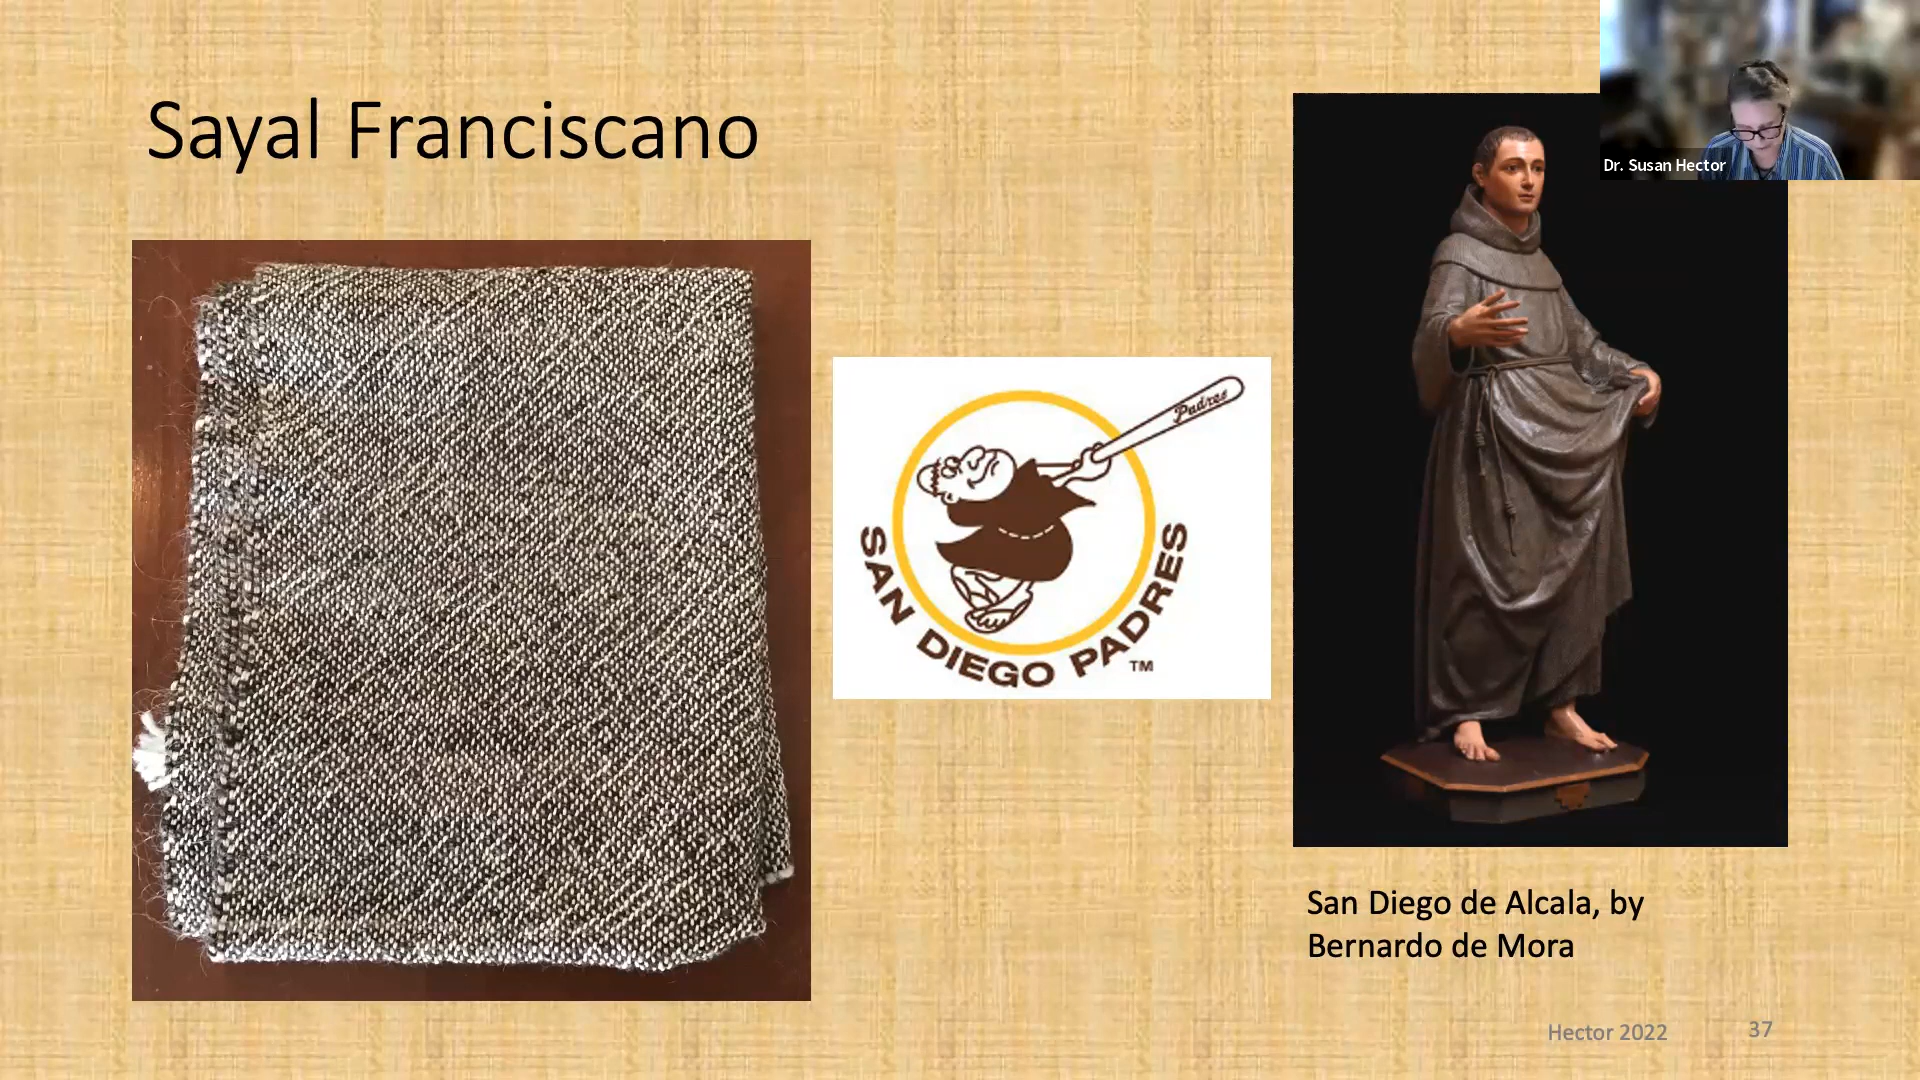 Sayal Franciscano
Dr. Susan Hector
Padres
SAN DIEGO PADRES
TM
San Diego de Alcala, by
Bernardo de Mora
Hector 2022
37